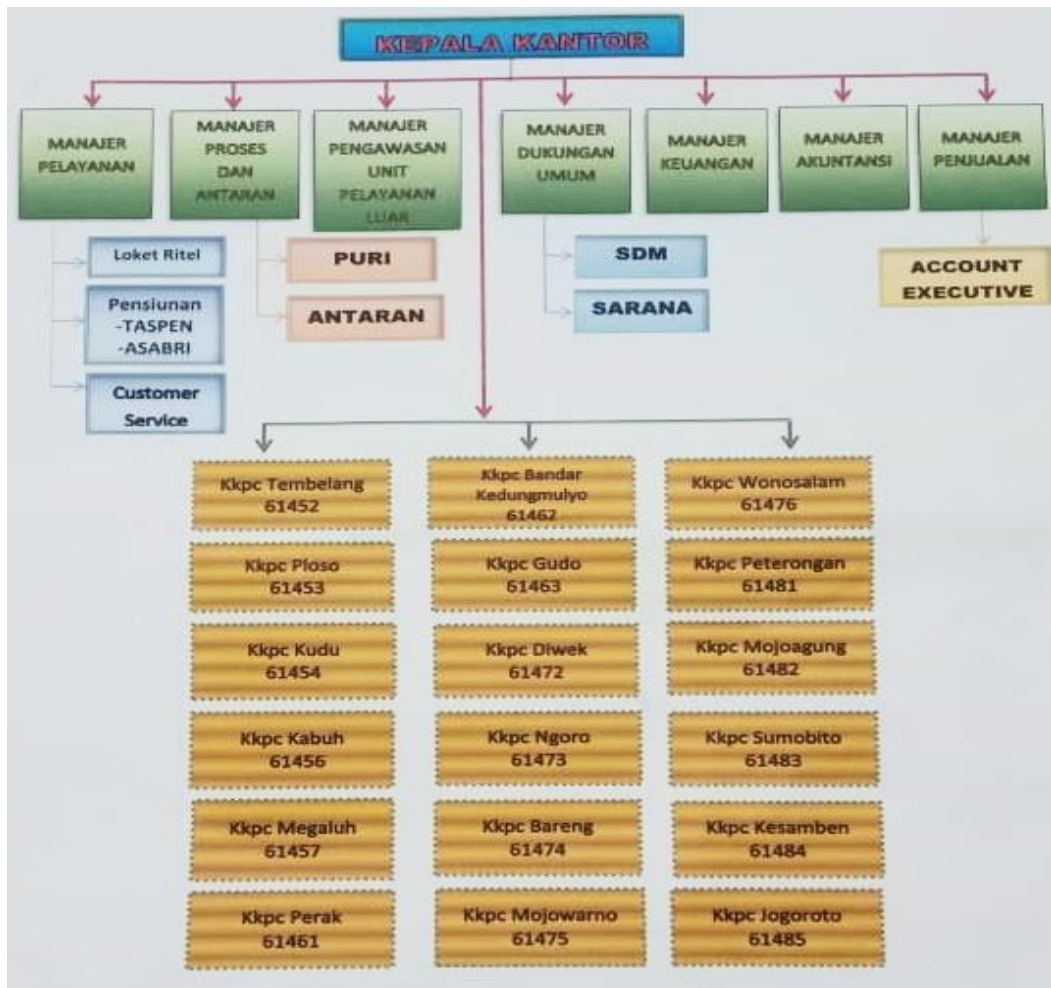 KEPALA KANTOR
MANAJER
PELAYANAN
MANAJER
PROSES
DAN
ANTARAN
MANAJER
PENGAWASAN
UNIT
PELAYANAN
LUAR
MANAJER
DUKUNGAN
UMUM
MANAJER
KEUANGAN
MANAJER
AKUNTANSI
MANAJER
PENJUALAN
Loket Ritel
Pensiunan
-TASPEN
-ASABRI
Customer
Service
PURI
ANTARAN
SDM
SARANA
ACCOUNT
EXECUTIVE
Kkpc Tembelang
61452
Kkpc Bandar
Kedungmulyo
61462
Kkpc Wonosalam
61476
Kkpc Ploso
61453
Kkpc Gudo
61463
Kkpc Peterongan
61481
Kkpc Kudu
61454
Kkpc Diwek
61472
Kkpc Mojoagung
61482
Kkpc Kabuh
61456
Kkpc Ngoro
61473
Kkpc Sumobito
61483
Kkpc Megaluh
61457
Kkpc Bareng
61474
Kkpc Kesamben
61484
Kkpc Perak
61461
Kkpc Mojowarno
61475
Kkpc Jogoroto
61485